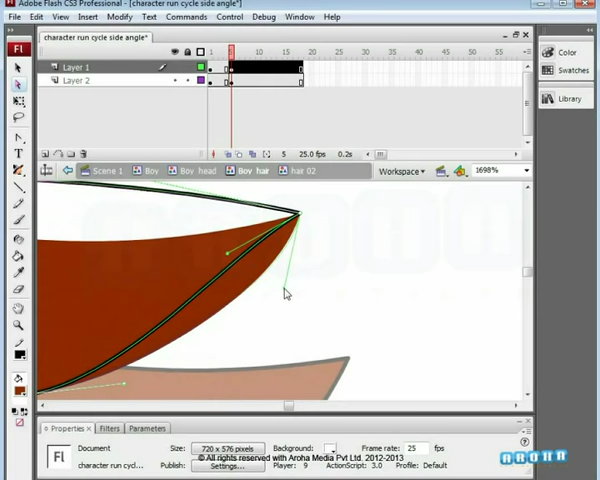 Adobe Flash CS3 Professional - [character run cycle side angle*]
File Edit View Insert Modify Text Commands Control Debug Window Help
Fl
character run cycle side angle*
Color
Swatches
Library
1 5 10 15 20 25 30 35 40 45 50 55
Layer 1
Layer 2
5 25.0 fps 0.2s
Scene 1 Boy Boy head Boy hair hair 02 Workspace 1698%
Properties x Filters Parameters
Fl
Document Size: 720 x 576 pixels Background: Frame rate: 25 fps
character run cycl... Publish: Settings... Player: 9 ActionScript: 3.0 Profile: Default
© All rights reserved with Aroha Media Pvt Ltd. 2012-2013
AROHA